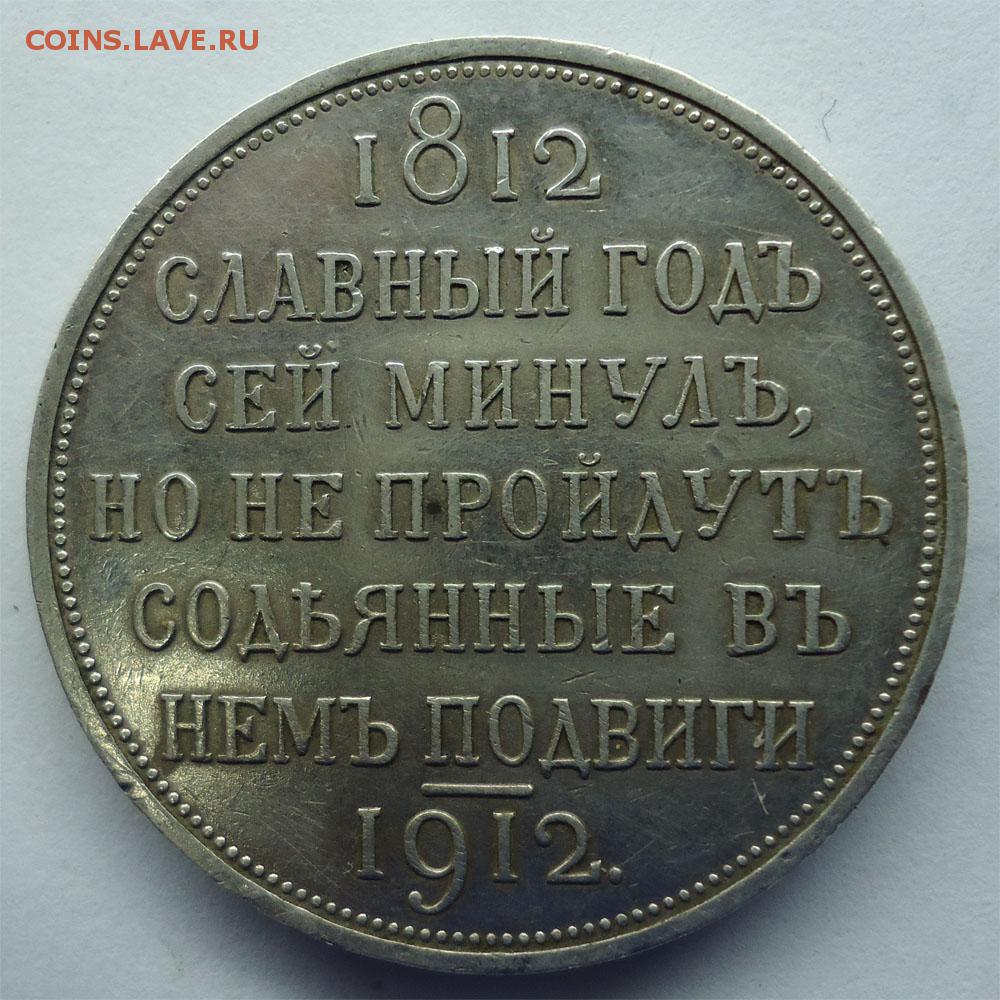 COINS.LAVE.RU
1812
СЛАВНЫЙ ГОДЪ
СЕЙ МИНУЛЪ,
НО НЕ ПРОЙДУТЪ
СОДѢЯННЫЕ ВЪ
НЕМЪ ПОДВИГИ
1912.